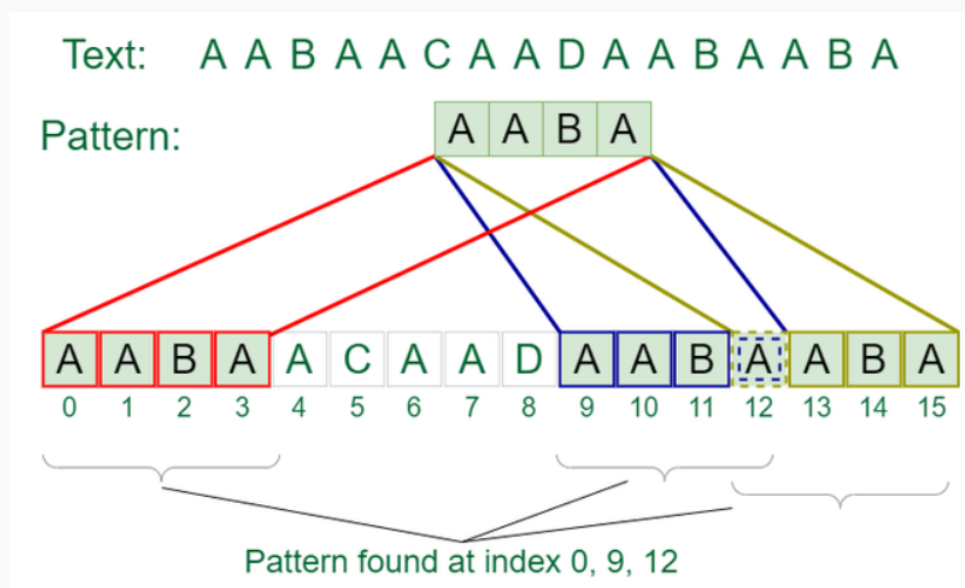 Text: A A B A A C A A D A A B A A B A
Pattern: A A B A
A A B A A C A A D A A B A A B A
0 1 2 3 4 5 6 7 8 9 10 11 12 13 14 15
Pattern found at index 0, 9, 12